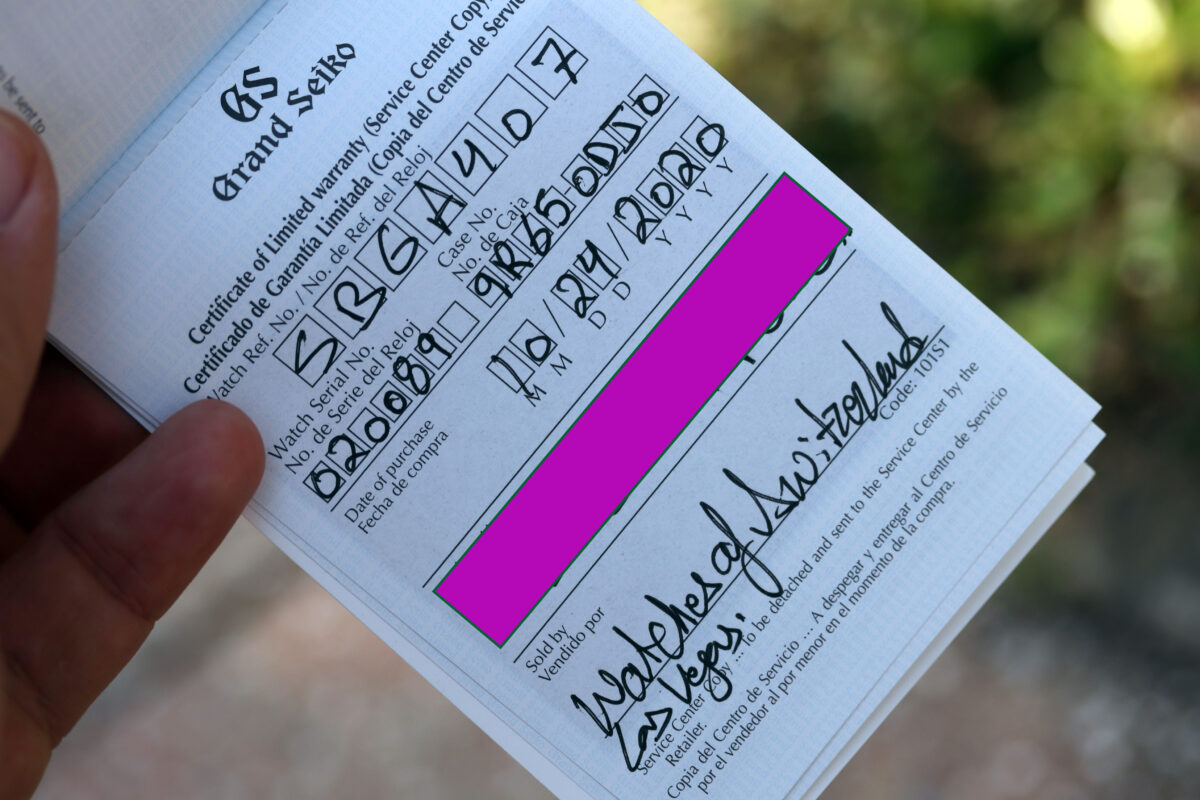 be sent to
GS
Grand Seiko
Certificate of Limited warranty (Service Center Copy
Certificado de Garantía Limitada (Copia del Centro de Servic
Watch Ref. No. / No. de Ref. del Reloj
SBGA407
Watch Serial No.
No. de Serie del Reloj
Case No.
No. de Caja
020089 9R65-0DS0
Date of purchase
Fecha de compra
10/24/2020
M M D D Y Y Y Y
Sold by
Vendido por
Watches of Switzerland
Las Vegas.
Code: 101S1
Service Center Copy ··· To be detached and sent to the Service Center by the
Retailer.
Copia del Centro de Servicio ··· A despegar y entregar al Centro de Servicio
por el vendedor al por menor en el momento de la compra.